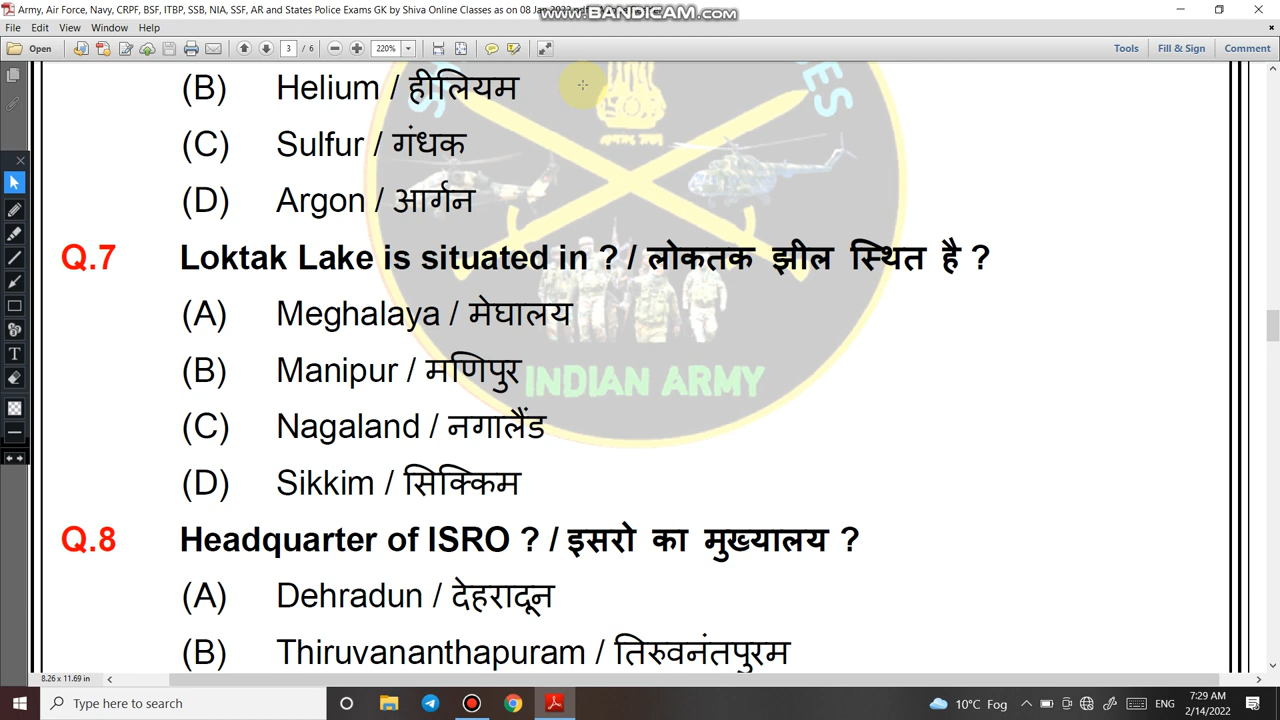 Army, Air Force, Navy, CRPF, BSF, ITBP, SSB, NIA, SSF, AR and States Police Exams GK by Shiva Online Classes as on 08 Jan
www.BANDICAM.com
File Edit View Window Help
Open 3 / 6 220% Tools Fill & Sign Comment
(B) Helium / हीलियम
(C) Sulfur / गंधक
(D) Argon / आर्गन
Q.7 Loktak Lake is situated in ? / लोकतक झील स्थित है ?
(A) Meghalaya / मेघालय
(B) Manipur / मणिपुर
INDIAN ARMY
(C) Nagaland / नगालैंड
(D) Sikkim / सिक्किम
Q.8 Headquarter of ISRO ? / इसरो का मुख्यालय ?
(A) Dehradun / देहरादून
(B) Thiruvananthapuram / तिरुवनंतपुरम
8.26 x 11.69 in
Type here to search
10°C Fog
ENG
7:29 AM
2/14/2022